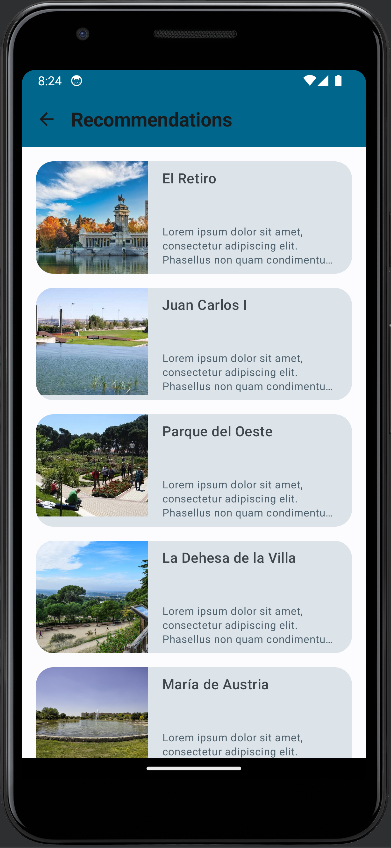 8:24
Recommendations
El Retiro
Lorem ipsum dolor sit amet,
consectetur adipiscing elit.
Phasellus non quam condimentu...
Juan Carlos I
Lorem ipsum dolor sit amet,
consectetur adipiscing elit.
Phasellus non quam condimentu...
Parque del Oeste
Lorem ipsum dolor sit amet,
consectetur adipiscing elit.
Phasellus non quam condimentu...
La Dehesa de la Villa
Lorem ipsum dolor sit amet,
consectetur adipiscing elit.
Phasellus non quam condimentu...
María de Austria
Lorem ipsum dolor sit amet,
consectetur adipiscing elit.